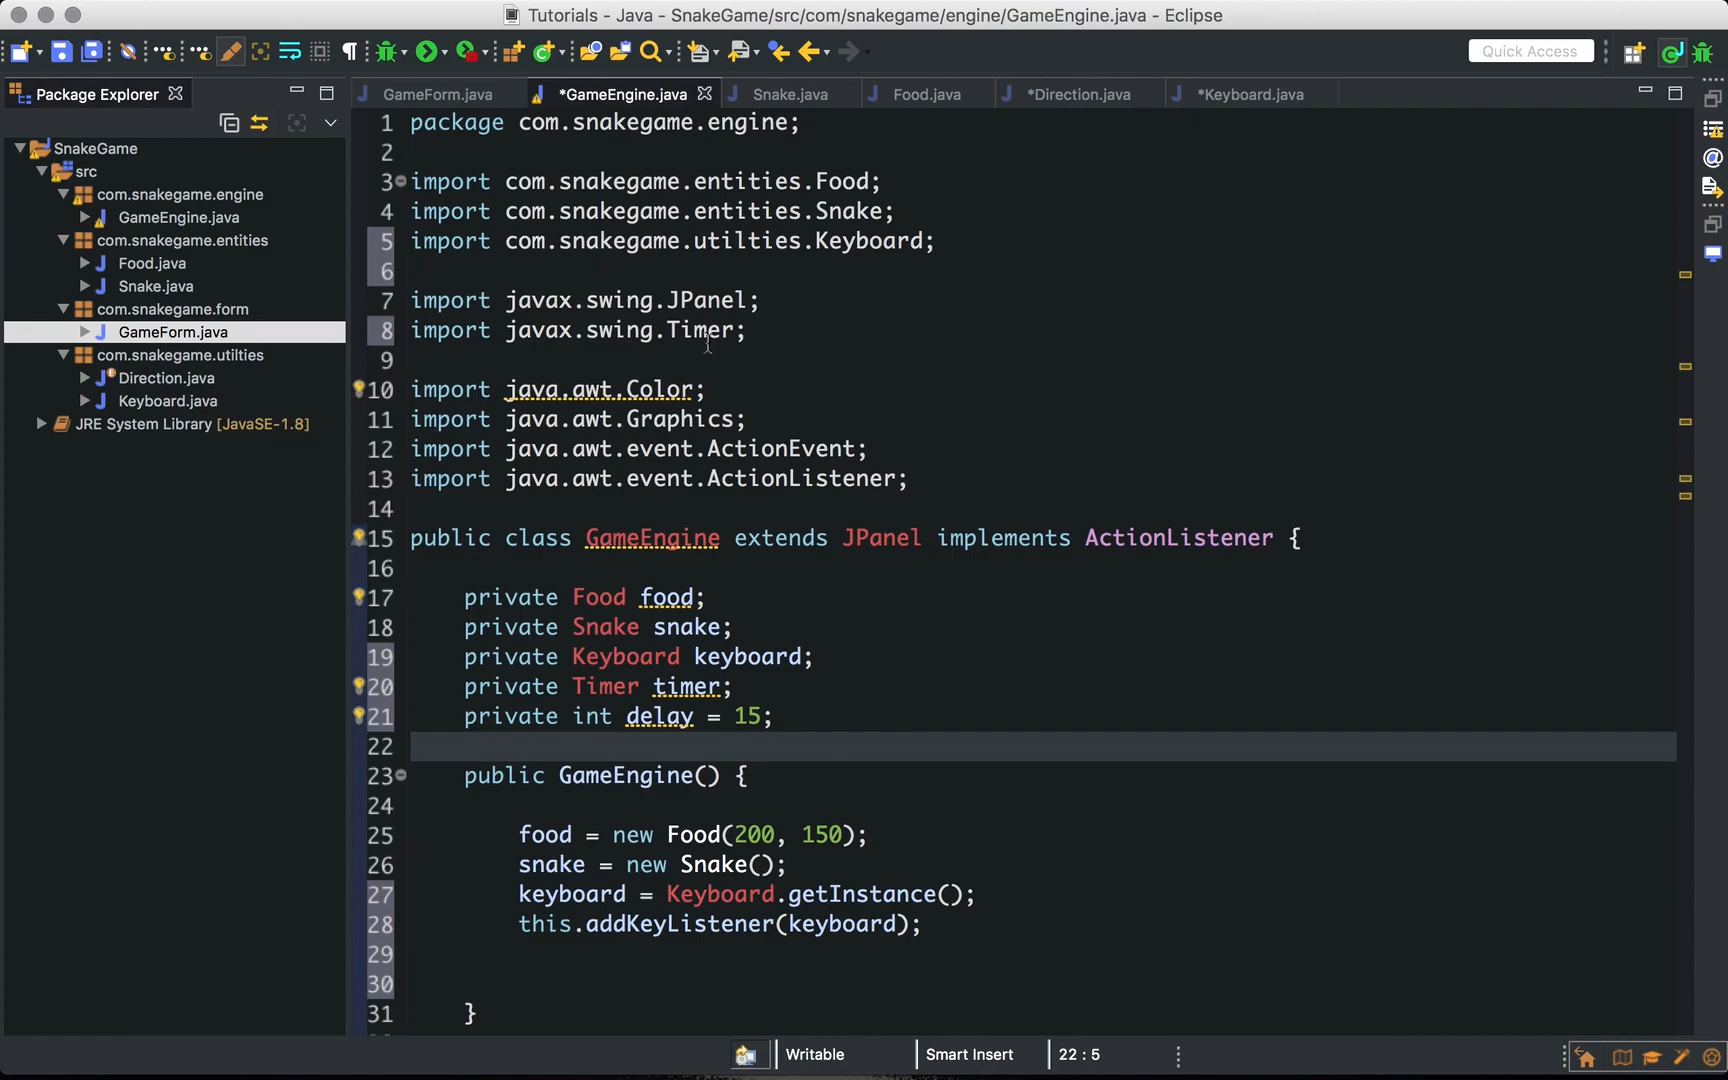 Tutorials - Java - SnakeGame/src/com/snakegame/engine/GameEngine.java - Eclipse
Quick Access
Package Explorer
GameForm.java
*GameEngine.java
Snake.java
Food.java
*Direction.java
*Keyboard.java
SnakeGame
src
com.snakegame.engine
GameEngine.java
com.snakegame.entities
Food.java
Snake.java
com.snakegame.form
GameForm.java
com.snakegame.utilties
Direction.java
Keyboard.java
JRE System Library [JavaSE-1.8]
1 package com.snakegame.engine;
2
3 import com.snakegame.entities.Food;
4 import com.snakegame.entities.Snake;
5 import com.snakegame.utilties.Keyboard;
6
7 import javax.swing.JPanel;
8 import javax.swing.Timer;
9
10 import java.awt.Color;
11 import java.awt.Graphics;
12 import java.awt.event.ActionEvent;
13 import java.awt.event.ActionListener;
14
15 public class GameEngine extends JPanel implements ActionListener {
16
17 private Food food;
18 private Snake snake;
19 private Keyboard keyboard;
20 private Timer timer;
21 private int delay = 15;
22
23 public GameEngine() {
24
25 food = new Food(200, 150);
26 snake = new Snake();
27 keyboard = Keyboard.getInstance();
28 this.addKeyListener(keyboard);
29
30
31 }
Writable
Smart Insert
22 : 5